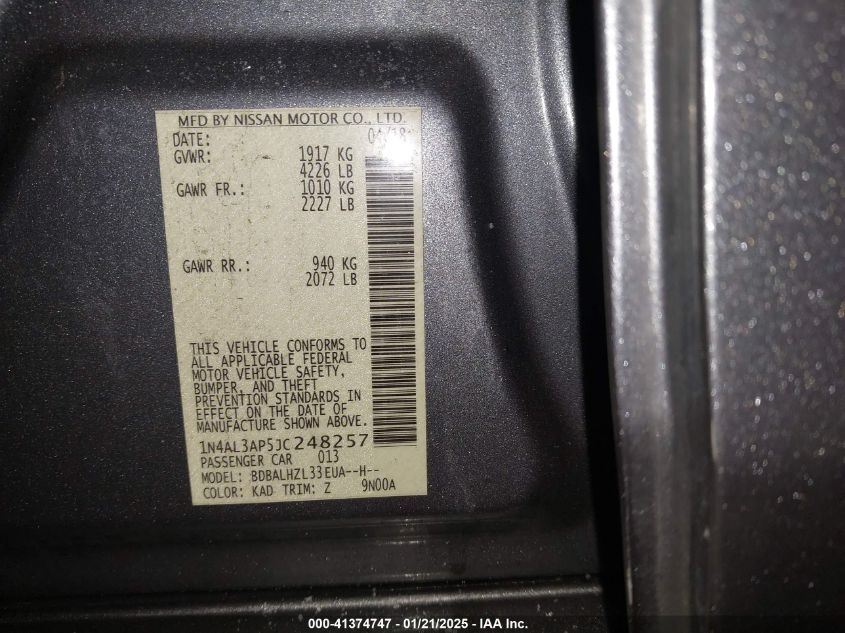 MFD BY NISSAN MOTOR CO., LTD.
DATE: 04/18
GVWR: 1917 KG
4226 LB
GAWR FR.: 1010 KG
2227 LB
GAWR RR.: 940 KG
2072 LB
THIS VEHICLE CONFORMS TO
ALL APPLICABLE FEDERAL
MOTOR VEHICLE SAFETY,
BUMPER, AND THEFT
PREVENTION STANDARDS IN
EFFECT ON THE DATE OF
MANUFACTURE SHOWN ABOVE.
1N4AL3AP5JC248257
PASSENGER CAR 013
MODEL: BDBALHZL33EUA--H--
COLOR: KAD TRIM: Z 9N00A
000-41374747 - 01/21/2025 - IAA Inc.